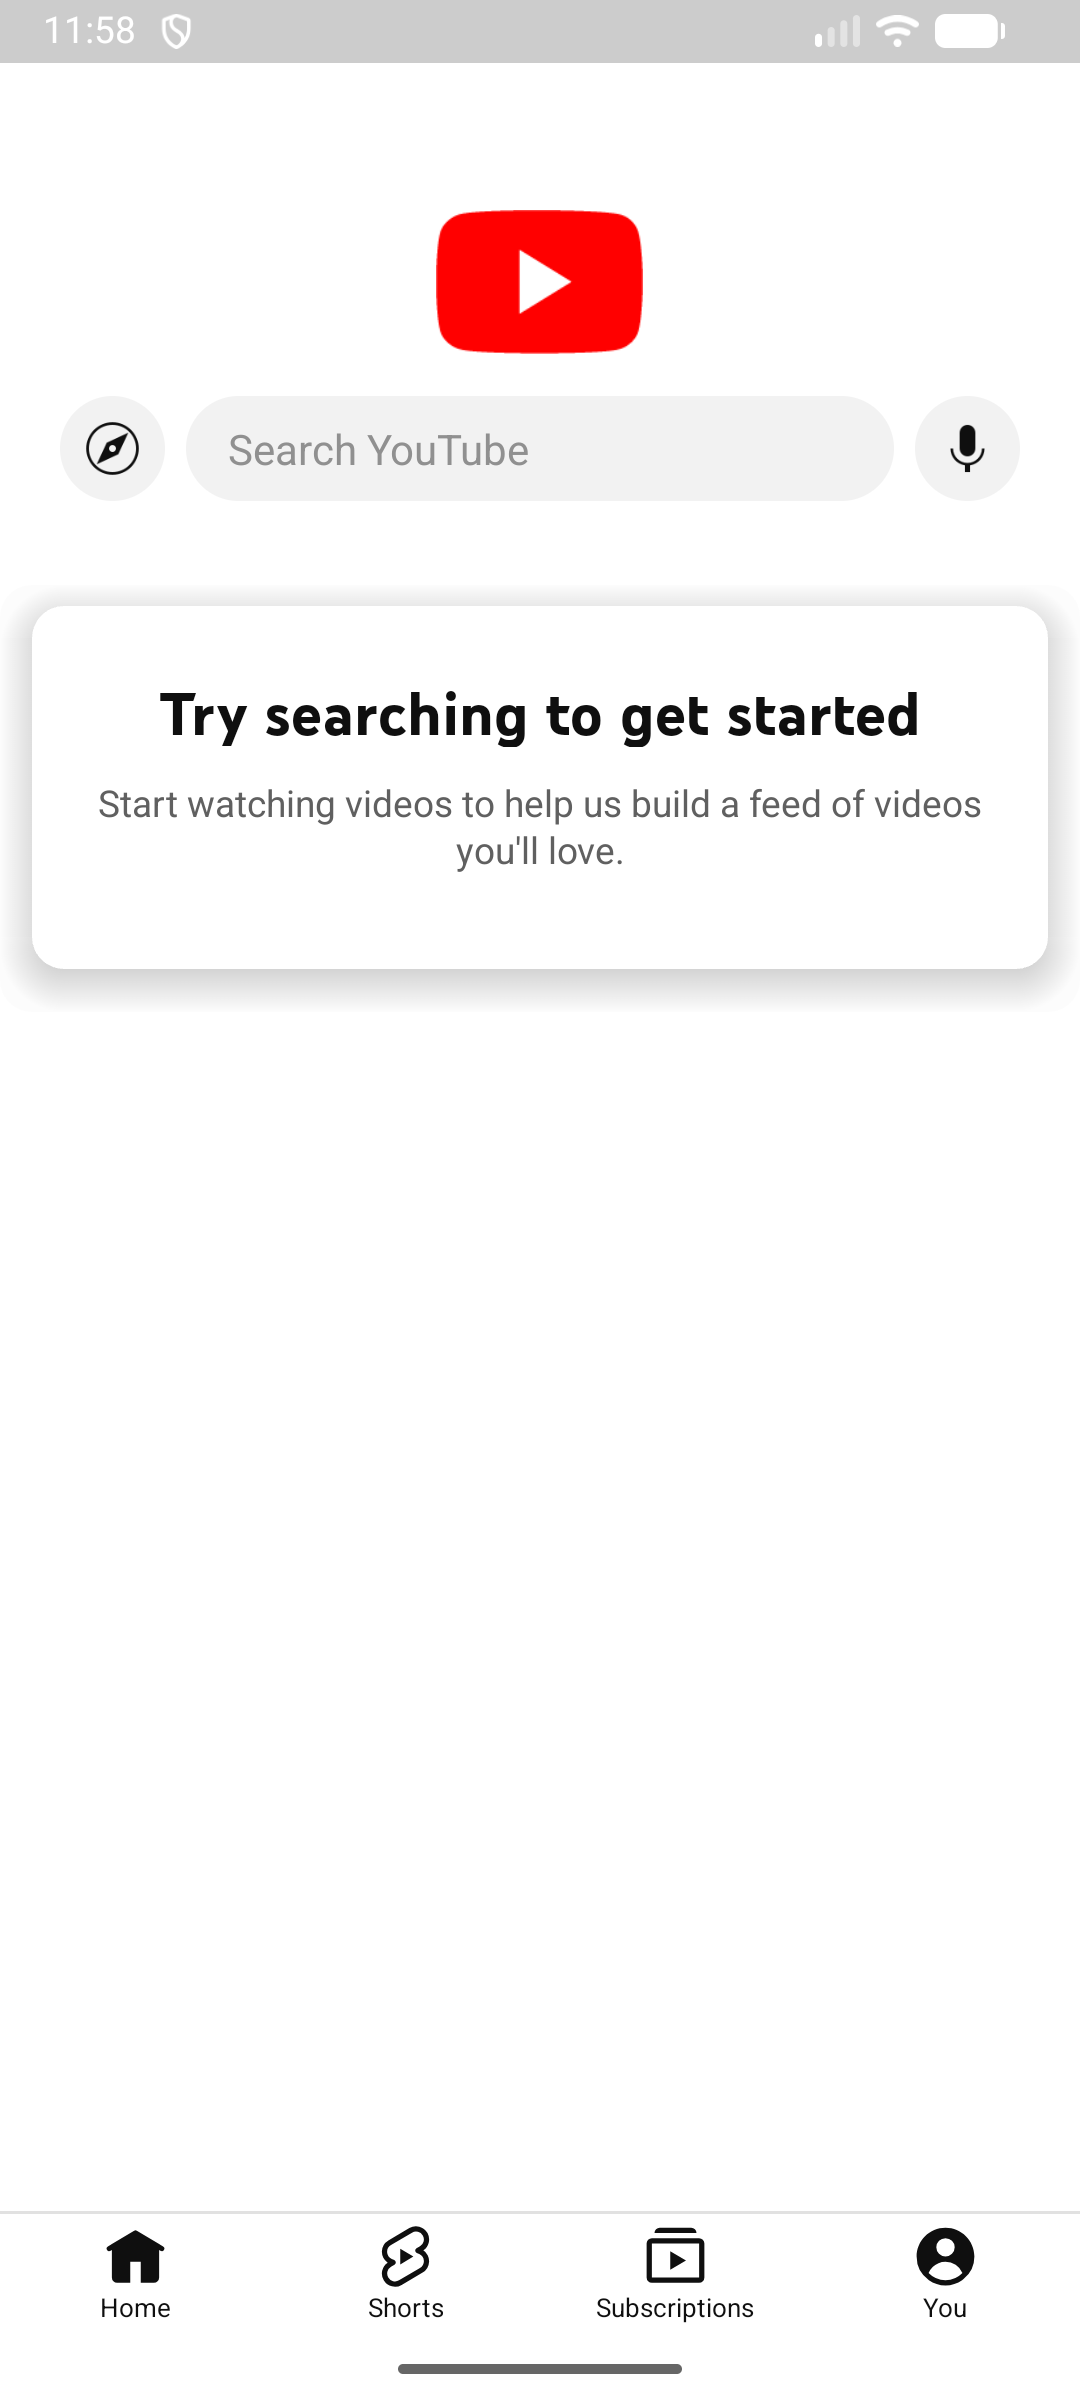 11:58
Search YouTube
Try searching to get started
Start watching videos to help us build a feed of videos
you'll love.
Home
Shorts
Subscriptions
You